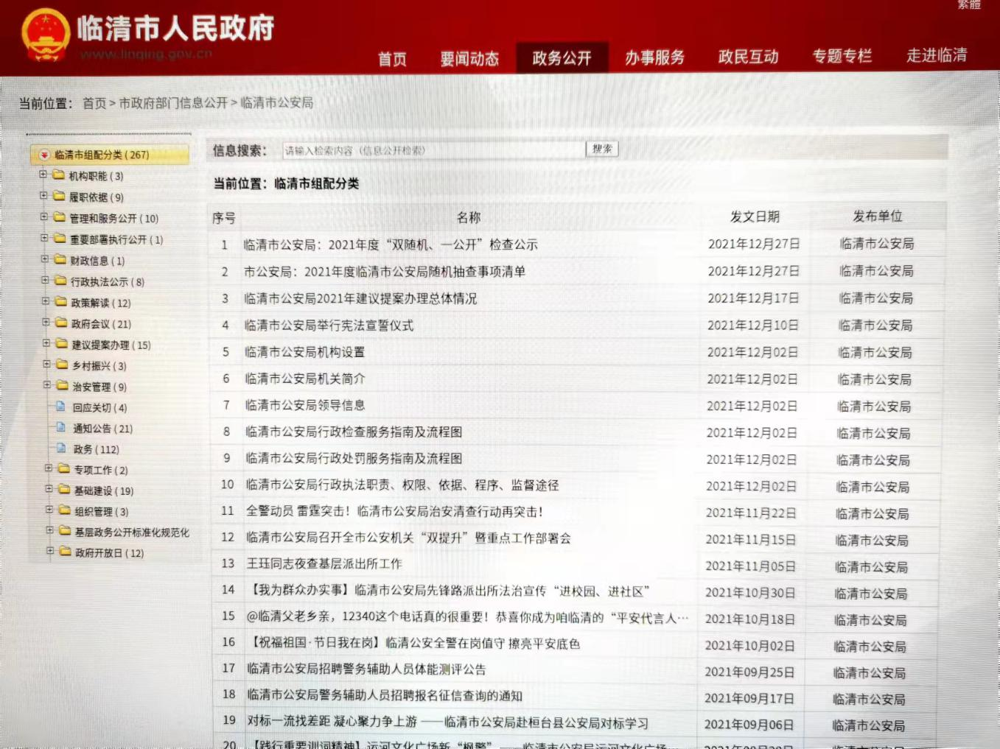 繁體
临清市人民政府
www.linqing.gov.cn
首页 要闻动态 政务公开 办事服务 政民互动 专题专栏 走进临清
当前位置： 首页 > 市政府部门信息公开 > 临清市公安局
临清市组配分类 ( 267)
机构职能 ( 3)
履职依据 ( 9)
管理和服务公开 ( 10)
重要部署执行公开 ( 1)
财政信息 ( 1)
行政执法公示 ( 8)
政策解读 ( 12)
政府会议 ( 21)
建议提案办理 ( 15)
乡村振兴 ( 3)
治安管理 ( 9)
回应关切 ( 4)
通知公告 ( 21)
政务 ( 112)
专项工作 ( 2)
基础建设 ( 19)
组织管理 ( 3)
基层政务公开标准化规范化
政府开放日 ( 12)
信息搜索： 请输入检索内容（信息公开检索） 搜索
当前位置：临清市组配分类
序号 名称 发文日期 发布单位
1 临清市公安局：2021年度“双随机、一公开”检查公示 2021年12月27日 临清市公安局
2 市公安局：2021年度临清市公安局随机抽查事项清单 2021年12月27日 临清市公安局
3 临清市公安局2021年建议提案办理总体情况 2021年12月17日 临清市公安局
4 临清市公安局举行宪法宣誓仪式 2021年12月10日 临清市公安局
5 临清市公安局机构设置 2021年12月02日 临清市公安局
6 临清市公安局机关简介 2021年12月02日 临清市公安局
7 临清市公安局领导信息 2021年12月02日 临清市公安局
8 临清市公安局行政检查服务指南及流程图 2021年12月02日 临清市公安局
9 临清市公安局行政处罚服务指南及流程图 2021年12月02日 临清市公安局
10 临清市公安局行政执法职责、权限、依据、程序、监督途径 2021年12月02日 临清市公安局
11 全警动员 雷霆突击！临清市公安局治安清查行动再突击！ 2021年11月22日 临清市公安局
12 临清市公安局召开全市公安机关“双提升”暨重点工作部署会 2021年11月15日 临清市公安局
13 王珏同志夜查基层派出所工作 2021年11月05日 临清市公安局
14 【我为群众办实事】临清市公安局先锋路派出所法治宣传“进校园、进社区” 2021年10月30日 临清市公安局
15 @临清父老乡亲，12340这个电话真的很重要！恭喜你成为咱临清的“平安代言人… 2021年10月18日 临清市公安局
16 【祝福祖国·节日我在岗】临清公安全警在岗值守 擦亮平安底色 2021年10月02日 临清市公安局
17 临清市公安局招聘警务辅助人员体能测评公告 2021年09月25日 临清市公安局
18 临清市公安局警务辅助人员招聘报名征信查询的通知 2021年09月17日 临清市公安局
19 对标一流找差距 凝心聚力争上游 ——临清市公安局赴桓台县公安局对标学习 2021年09月06日 临清市公安局
20 【践行重要训词精神】运河文化广场新“枫警”——临清市公安局运河文化广场… 临清市公安局